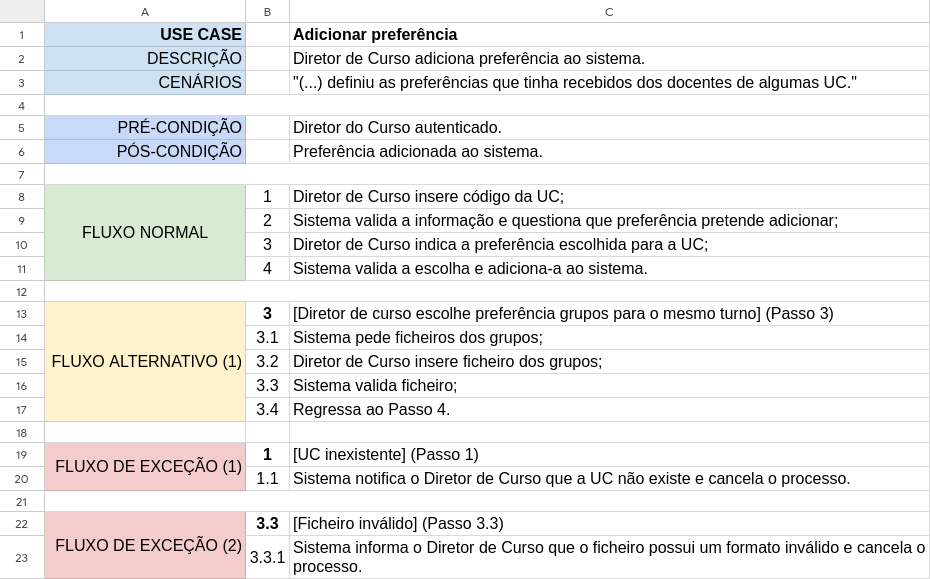 A B C
1 USE CASE Adicionar preferência
2 DESCRIÇÃO Diretor de Curso adiciona preferência ao sistema.
3 CENÁRIOS "(...) definiu as preferências que tinha recebidos dos docentes de algumas UC."
4
5 PRÉ-CONDIÇÃO Diretor do Curso autenticado.
6 PÓS-CONDIÇÃO Preferência adicionada ao sistema.
7
8 1 Diretor de Curso insere código da UC;
9 2 Sistema valida a informação e questiona que preferência pretende adicionar;
FLUXO NORMAL
10 3 Diretor de Curso indica a preferência escolhida para a UC;
11 4 Sistema valida a escolha e adiciona-a ao sistema.
12
13 3 [Diretor de curso escolhe preferência grupos para o mesmo turno] (Passo 3)
14 3.1 Sistema pede ficheiros dos grupos;
15 FLUXO ALTERNATIVO (1) 3.2 Diretor de Curso insere ficheiro dos grupos;
16 3.3 Sistema valida ficheiro;
17 3.4 Regressa ao Passo 4.
18
19 1 [UC inexistente] (Passo 1)
FLUXO DE EXCEÇÃO (1)
20 1.1 Sistema notifica o Diretor de Curso que a UC não existe e cancela o processo.
21
22 3.3 [Ficheiro inválido] (Passo 3.3)
FLUXO DE EXCEÇÃO (2)
23 3.3.1 Sistema informa o Diretor de Curso que o ficheiro possui um formato inválido e cancela o
processo.